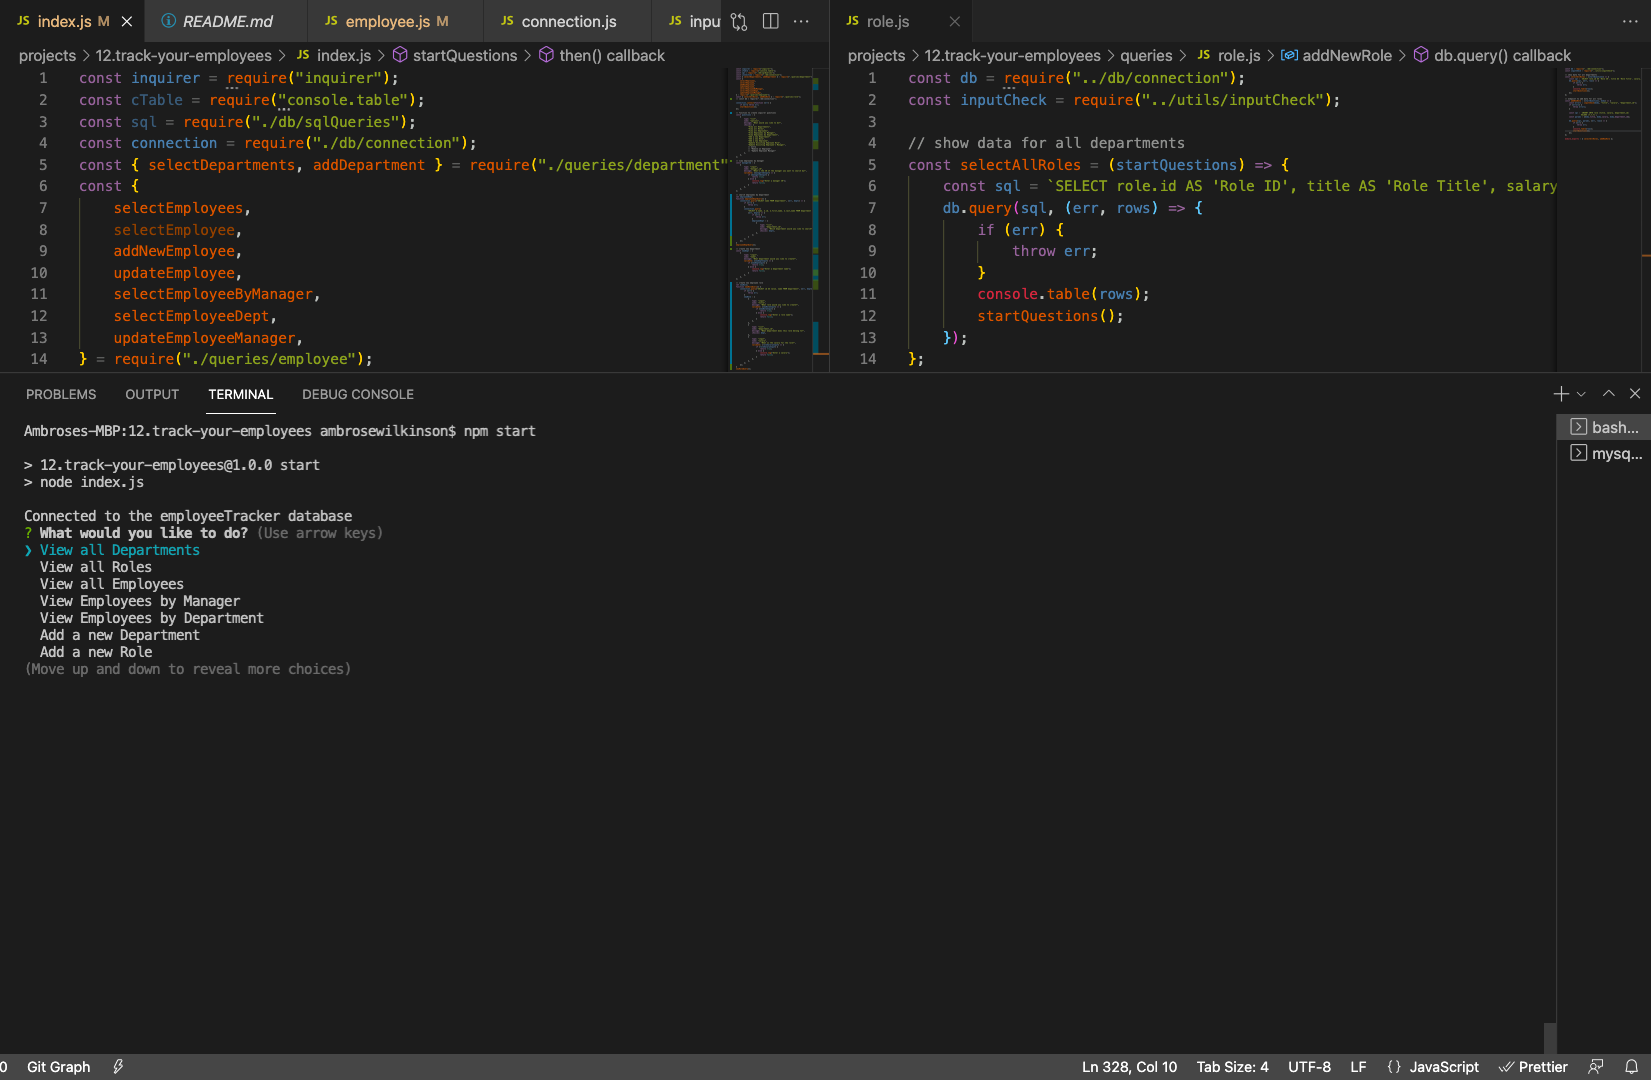 JS index.js M
README.md
JS employee.js M
JS connection.js
JS inpu
projects > 12.track-your-employees > JS index.js > startQuestions > then() callback
1 const inquirer = require("inquirer");
2 const cTable = require("console.table");
3 const sql = require("./db/sqlQueries");
4 const connection = require("./db/connection");
5 const { selectDepartments, addDepartment } = require("./queries/department"
6 const {
7 selectEmployees,
8 selectEmployee,
9 addNewEmployee,
10 updateEmployee,
11 selectEmployeeByManager,
12 selectEmployeeDept,
13 updateEmployeeManager,
14 } = require("./queries/employee");
JS role.js
projects > 12.track-your-employees > queries > JS role.js > addNewRole > db.query() callback
1 const db = require("../db/connection");
2 const inputCheck = require("../utils/inputCheck");
3
4 // show data for all departments
5 const selectAllRoles = (startQuestions) => {
6 const sql = `SELECT role.id AS 'Role ID', title AS 'Role Title', salary
7 db.query(sql, (err, rows) => {
8 if (err) {
9 throw err;
10 }
11 console.table(rows);
12 startQuestions();
13 });
14 };
PROBLEMS OUTPUT TERMINAL DEBUG CONSOLE
Ambroses-MBP:12.track-your-employees ambrosewilkinson$ npm start
> 12.track-your-employees@1.0.0 start
> node index.js
Connected to the employeeTracker database
? What would you like to do? (Use arrow keys)
❯ View all Departments
View all Roles
View all Employees
View Employees by Manager
View Employees by Department
Add a new Department
Add a new Role
(Move up and down to reveal more choices)
bash...
mysq...
0 Git Graph
Ln 328, Col 10 Tab Size: 4 UTF-8 LF {} JavaScript Prettier